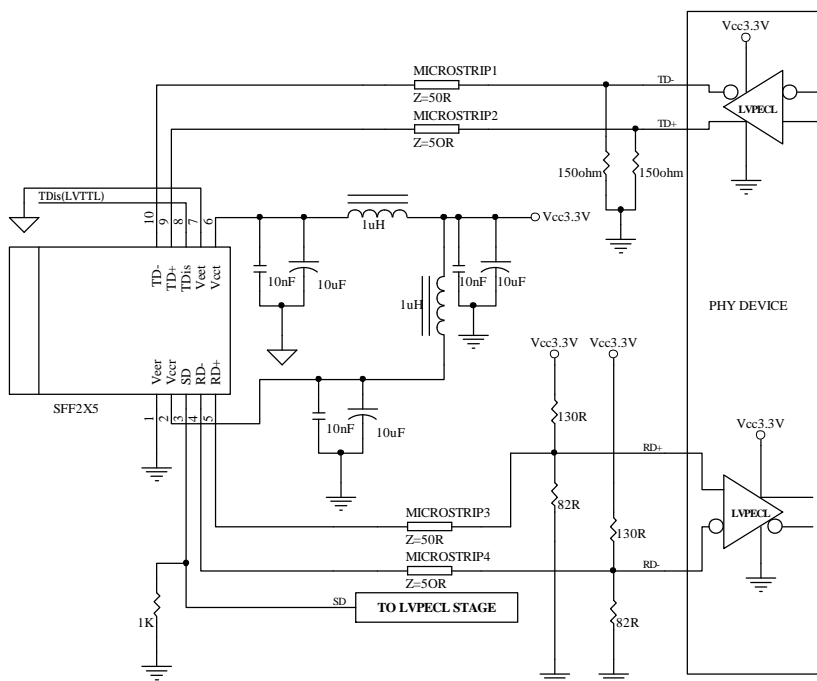 Vcc3.3V
MICROSTRIP1
TD-
Z=50R
LVPECL
MICROSTRIP2
TD+
Z=5OR
150ohm
150ohm
TDis(LVTTL)
10
9
8
7
6
1uH
Vcc3.3V
TD-
TD+
TDis
Veet
Vcct
10nF
10uF
10nF
10uF
1uH
PHY DEVICE
Vcc3.3V
Vcc3.3V
Veer
Vccr
SD
RD-
RD+
SFF2X5
1
2
3
4
5
130R
Vcc3.3V
10nF
10uF
RD+
82R
LVPECL
MICROSTRIP3
Z=50R
130R
MICROSTRIP4
RD-
Z=5OR
1K
SD
TO LVPECL STAGE
82R